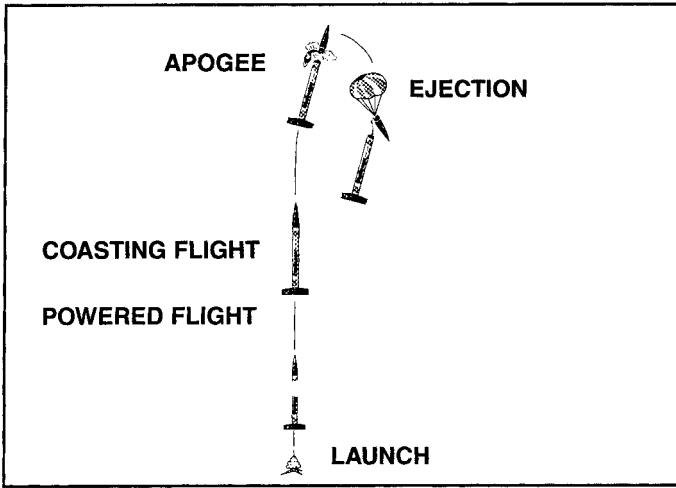 APOGEE
EJECTION
COASTING FLIGHT
POWERED FLIGHT
LAUNCH